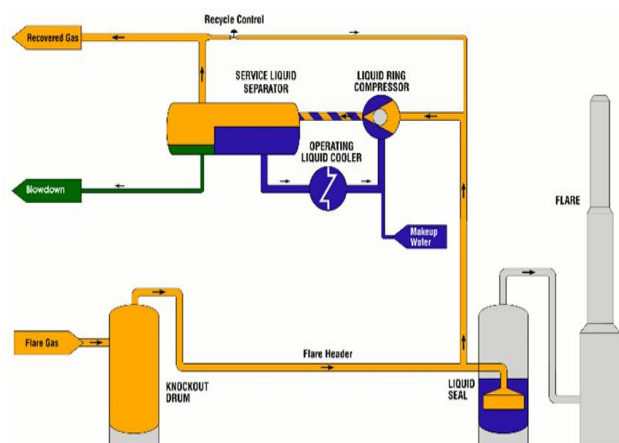 Recycle Control
Recovered Gas
SERVICE LIQUID
SEPARATOR
LIQUID RING
COMPRESSOR
OPERATING
LIQUID COOLER
Blowdown
Makeup
Water
FLARE
Flare Gas
Flare Header
KNOCKOUT
DRUM
LIQUID
SEAL